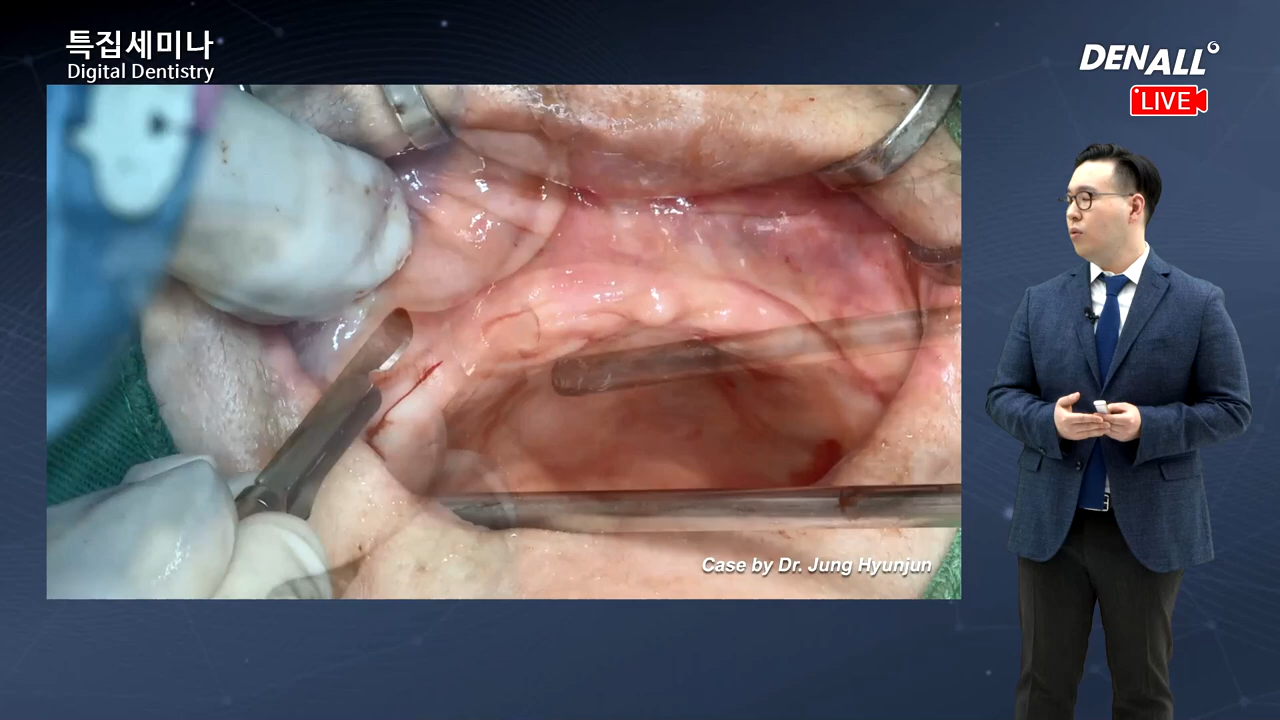 특집세미나
Digital Dentistry
DENALL
LIVE
Case by Dr. Jung Hyunjun